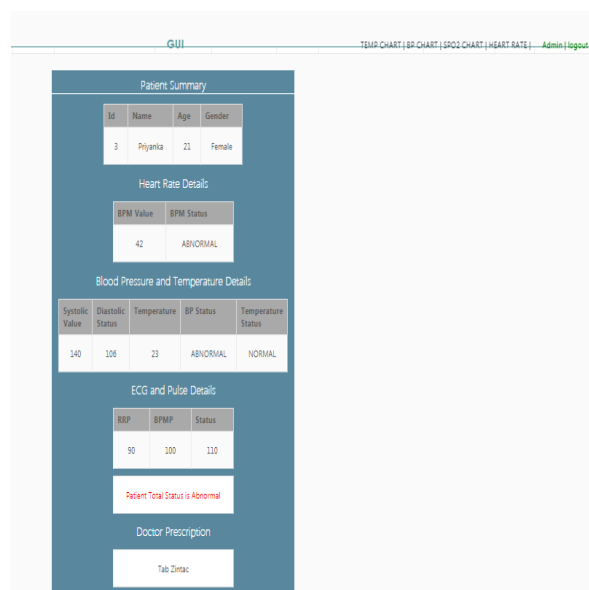 GUI
TEMP CHART | BP CHART | SPO2 CHART | HEART RATE | Admin | logout
Patient Summary
Id Name Age Gender
3 Priyanka 21 Female
Heart Rate Details
BPM Value BPM Status
42 ABNORMAL
Blood Pressure and Temperature Details
Systolic Value Diastolic Status Temperature BP Status Temperature Status
140 106 23 ABNORMAL NORMAL
ECG and Pulse Details
RRP BPMP Status
90 100 110
Patient Total Status is Abnormal
Doctor Prescription
Tab Zintac